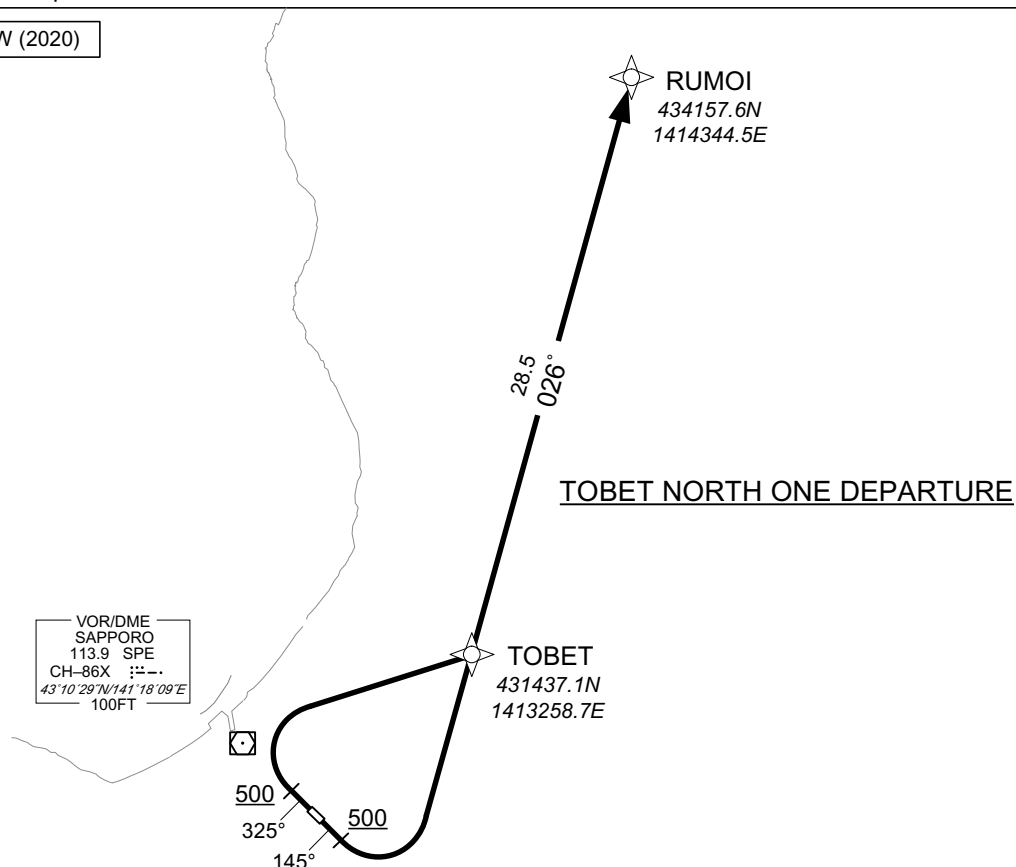 W (2020)
RUMOI
434157.6N
1414344.5E
28.5
026°
TOBET NORTH ONE DEPARTURE
VOR/DME
SAPPORO
113.9 SPE
CH–86X
43°10'29"N/141°18'09"E
100FT
TOBET
431437.1N
1413258.7E
500
500
325°
145°